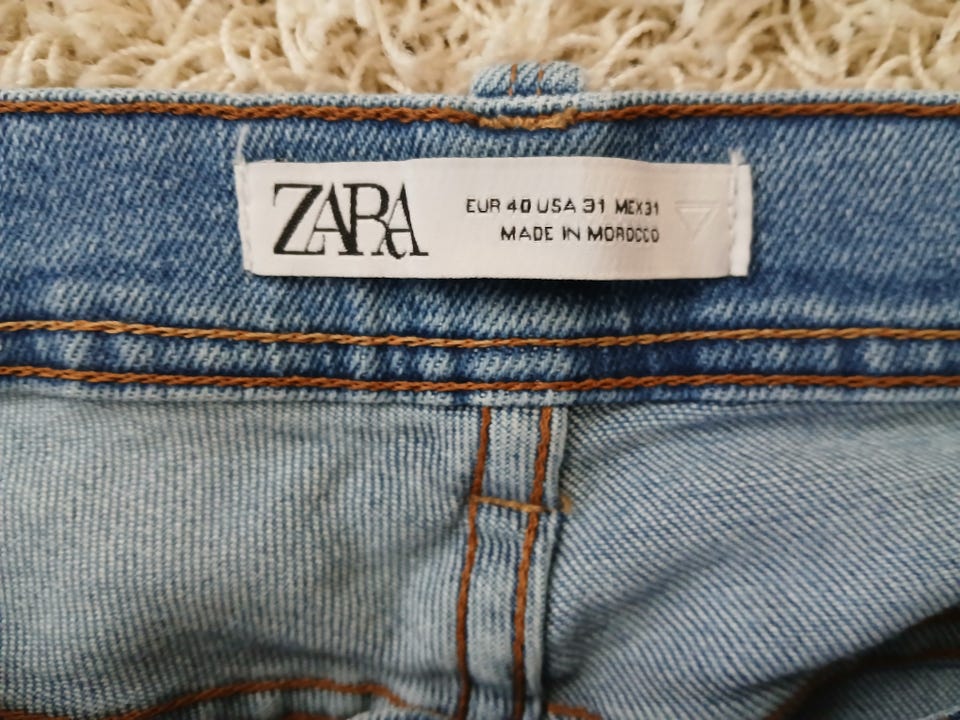 ZARA
EUR 40 USA 31 MEX31
MADE IN MOROCCO